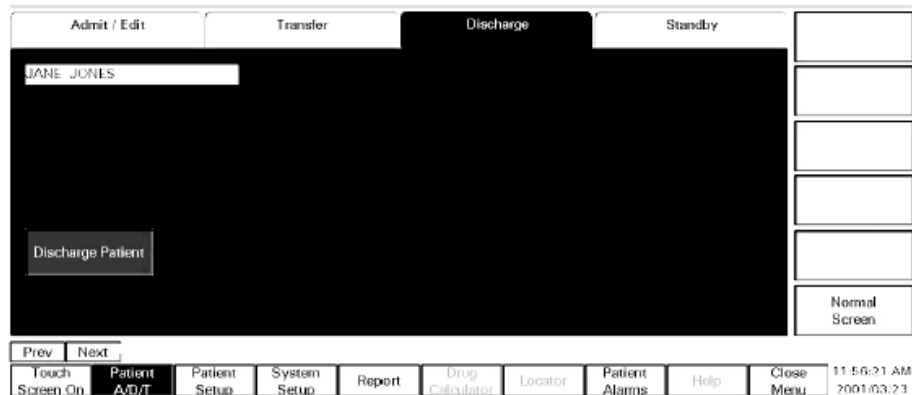 Admit / Edit
Transfer
Discharge
Standby
JANE JONES
Discharge Patient
Normal
Screen
Prev
Next
Touch
Screen On
Patient
A/D/T
Patient
Setup
System
Setup
Report
Drug
Calculator
Locator
Patient
Alarms
Help
Close
Menu
11:56:21 AM
2001/03.23